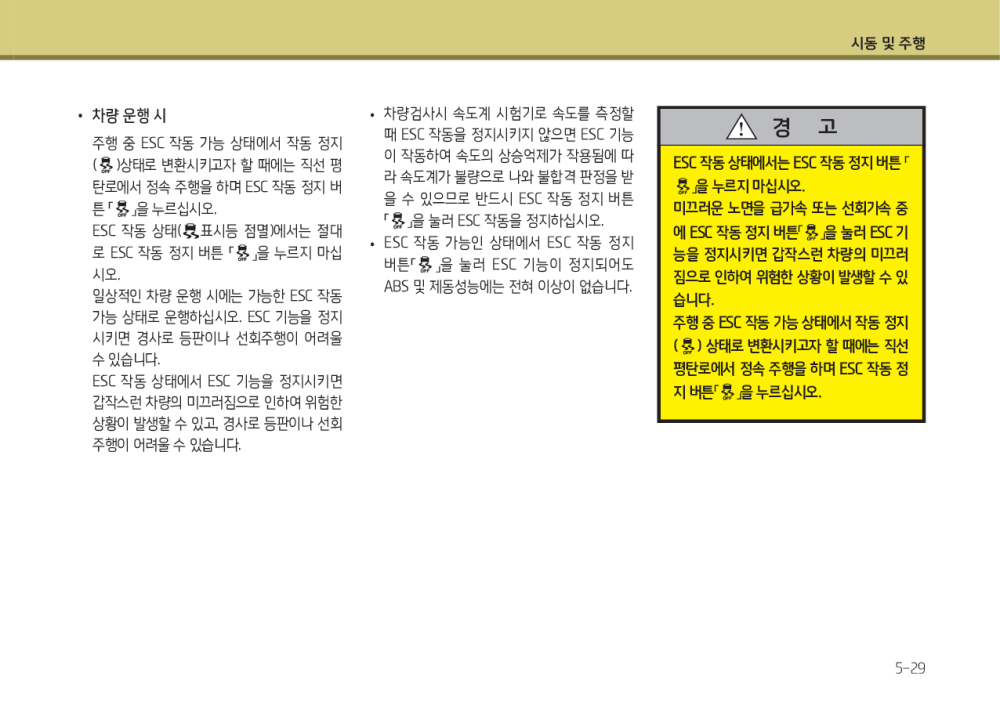 시동 및 주행
• 차량 운행 시
주행 중 ESC 작동 가능 상태에서 작동 정지
( )상태로 변환시키고자 할 때에는 직선 평
탄로에서 정속 주행을 하며 ESC 작동 정지 버
튼 「 」을 누르십시오.
ESC 작동 상태( 표시등 점멸)에서는 절대
로 ESC 작동 정지 버튼 「 」을 누르지 마십
시오.
일상적인 차량 운행 시에는 가능한 ESC 작동
가능 상태로 운행하십시오. ESC 기능을 정지
시키면 경사로 등판이나 선회주행이 어려울
수 있습니다.
ESC 작동 상태에서 ESC 기능을 정지시키면
갑작스런 차량의 미끄러짐으로 인하여 위험한
상황이 발생할 수 있고, 경사로 등판이나 선회
주행이 어려울 수 있습니다.
• 차량검사시 속도계 시험기로 속도를 측정할
때 ESC 작동을 정지시키지 않으면 ESC 기능
이 작동하여 속도의 상승억제가 작용됨에 따
라 속도계가 불량으로 나와 불합격 판정을 받
을 수 있으므로 반드시 ESC 작동 정지 버튼
「 」을 눌러 ESC 작동을 정지하십시오.
• ESC 작동 가능인 상태에서 ESC 작동 정지
버튼「 」을 눌러 ESC 기능이 정지되어도
ABS 및 제동성능에는 전혀 이상이 없습니다.
경 고
ESC 작동 상태에서는 ESC 작동 정지 버튼 「
」을 누르지 마십시오.
미끄러운 노면을 급가속 또는 선회가속 중
에 ESC 작동 정지 버튼「 」을 눌러 ESC 기
능을 정지시키면 갑작스런 차량의 미끄러
짐으로 인하여 위험한 상황이 발생할 수 있
습니다.
주행 중 ESC 작동 가능 상태에서 작동 정지
( ) 상태로 변환시키고자 할 때에는 직선
평탄로에서 정속 주행을 하며 ESC 작동 정
지 버튼「 」을 누르십시오.
5-29